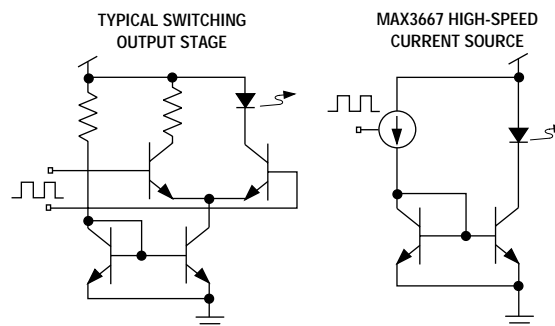 TYPICAL SWITCHING
OUTPUT STAGE
MAX3667 HIGH-SPEED
CURRENT SOURCE